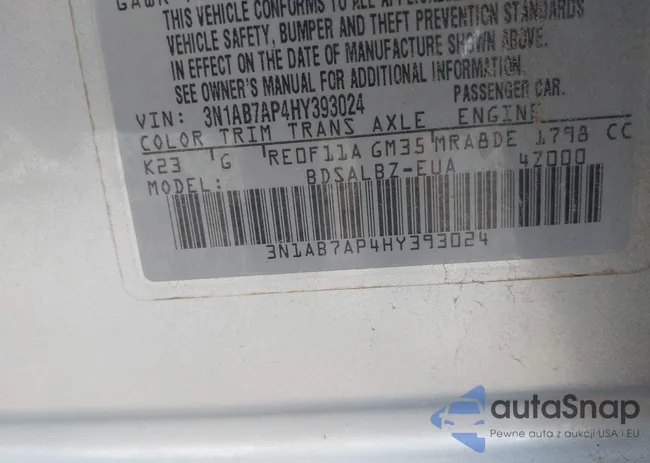 GAWR
THIS VEHICLE CONFORMS TO ALL APPLICABLE
VEHICLE SAFETY, BUMPER AND THEFT PREVENTION STANDARDS
IN EFFECT ON THE DATE OF MANUFACTURE SHOWN ABOVE.
SEE OWNER'S MANUAL FOR ADDITIONAL INFORMATION.
VIN: 3N1AB7AP4HY393024 PASSENGER CAR.
COLOR TRIM TRANS AXLE ENGINE
K23 G RE0F11A GM35 MRA8DE 1798 CC
MODEL: BDSALBZ-EUA 4Z000
3N1AB7AP4HY393024
autaSnap
Pewne auta z aukcji USA i EU